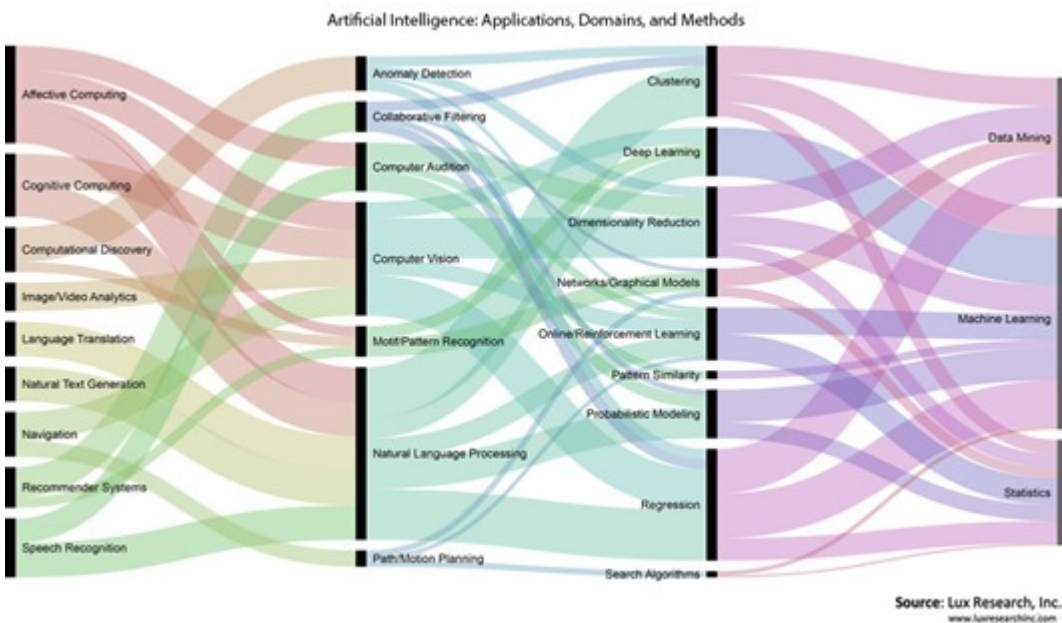 Artificial Intelligence: Applications, Domains, and Methods
Affective Computing
Cognitive Computing
Computational Discovery
Image/Video Analytics
Language Translation
Natural Text Generation
Navigation
Recommender Systems
Speech Recognition
Anomaly Detection
Collaborative Filtering
Computer Audition
Computer Vision
Motif/Pattern Recognition
Natural Language Processing
Path/Motion Planning
Clustering
Deep Learning
Dimensionality Reduction
Networks/Graphical Models
Online/Reinforcement Learning
Pattern Similarity
Probabilistic Modeling
Regression
Search Algorithms
Data Mining
Machine Learning
Statistics
Source: Lux Research, Inc.
www.luxresearchinc.com